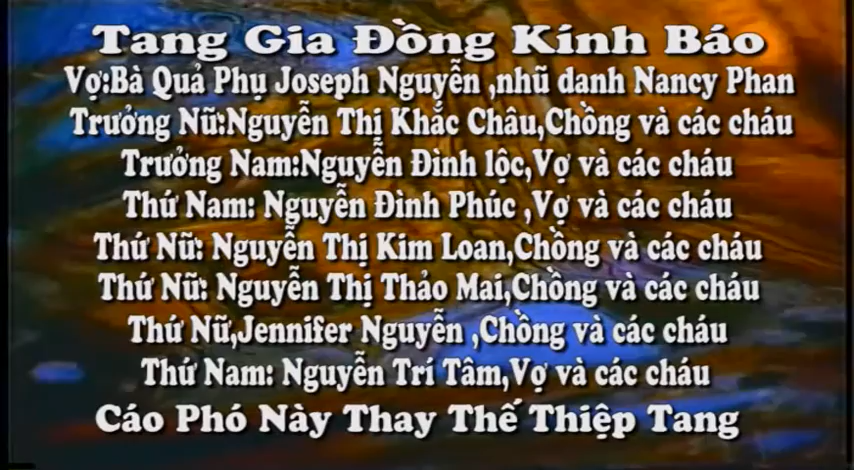 Tang Gia Đồng Kính Báo
Vợ:Bà Quả Phụ Joseph Nguyễn ,nhũ danh Nancy Phan
Trưởng Nữ:Nguyễn Thị Khắc Châu,Chồng và các cháu
Trưởng Nam:Nguyễn Đình lộc,Vợ và các cháu
Thứ Nam: Nguyễn Đình Phúc ,Vợ và các cháu
Thứ Nữ: Nguyễn Thị Kim Loan,Chồng và các cháu
Thứ Nữ: Nguyễn Thị Thảo Mai,Chồng và các cháu
Thứ Nữ,Jennifer Nguyễn ,Chồng và các cháu
Thứ Nam: Nguyễn Trí Tâm,Vợ và các cháu
Cáo Phó Này Thay Thế Thiệp Tang